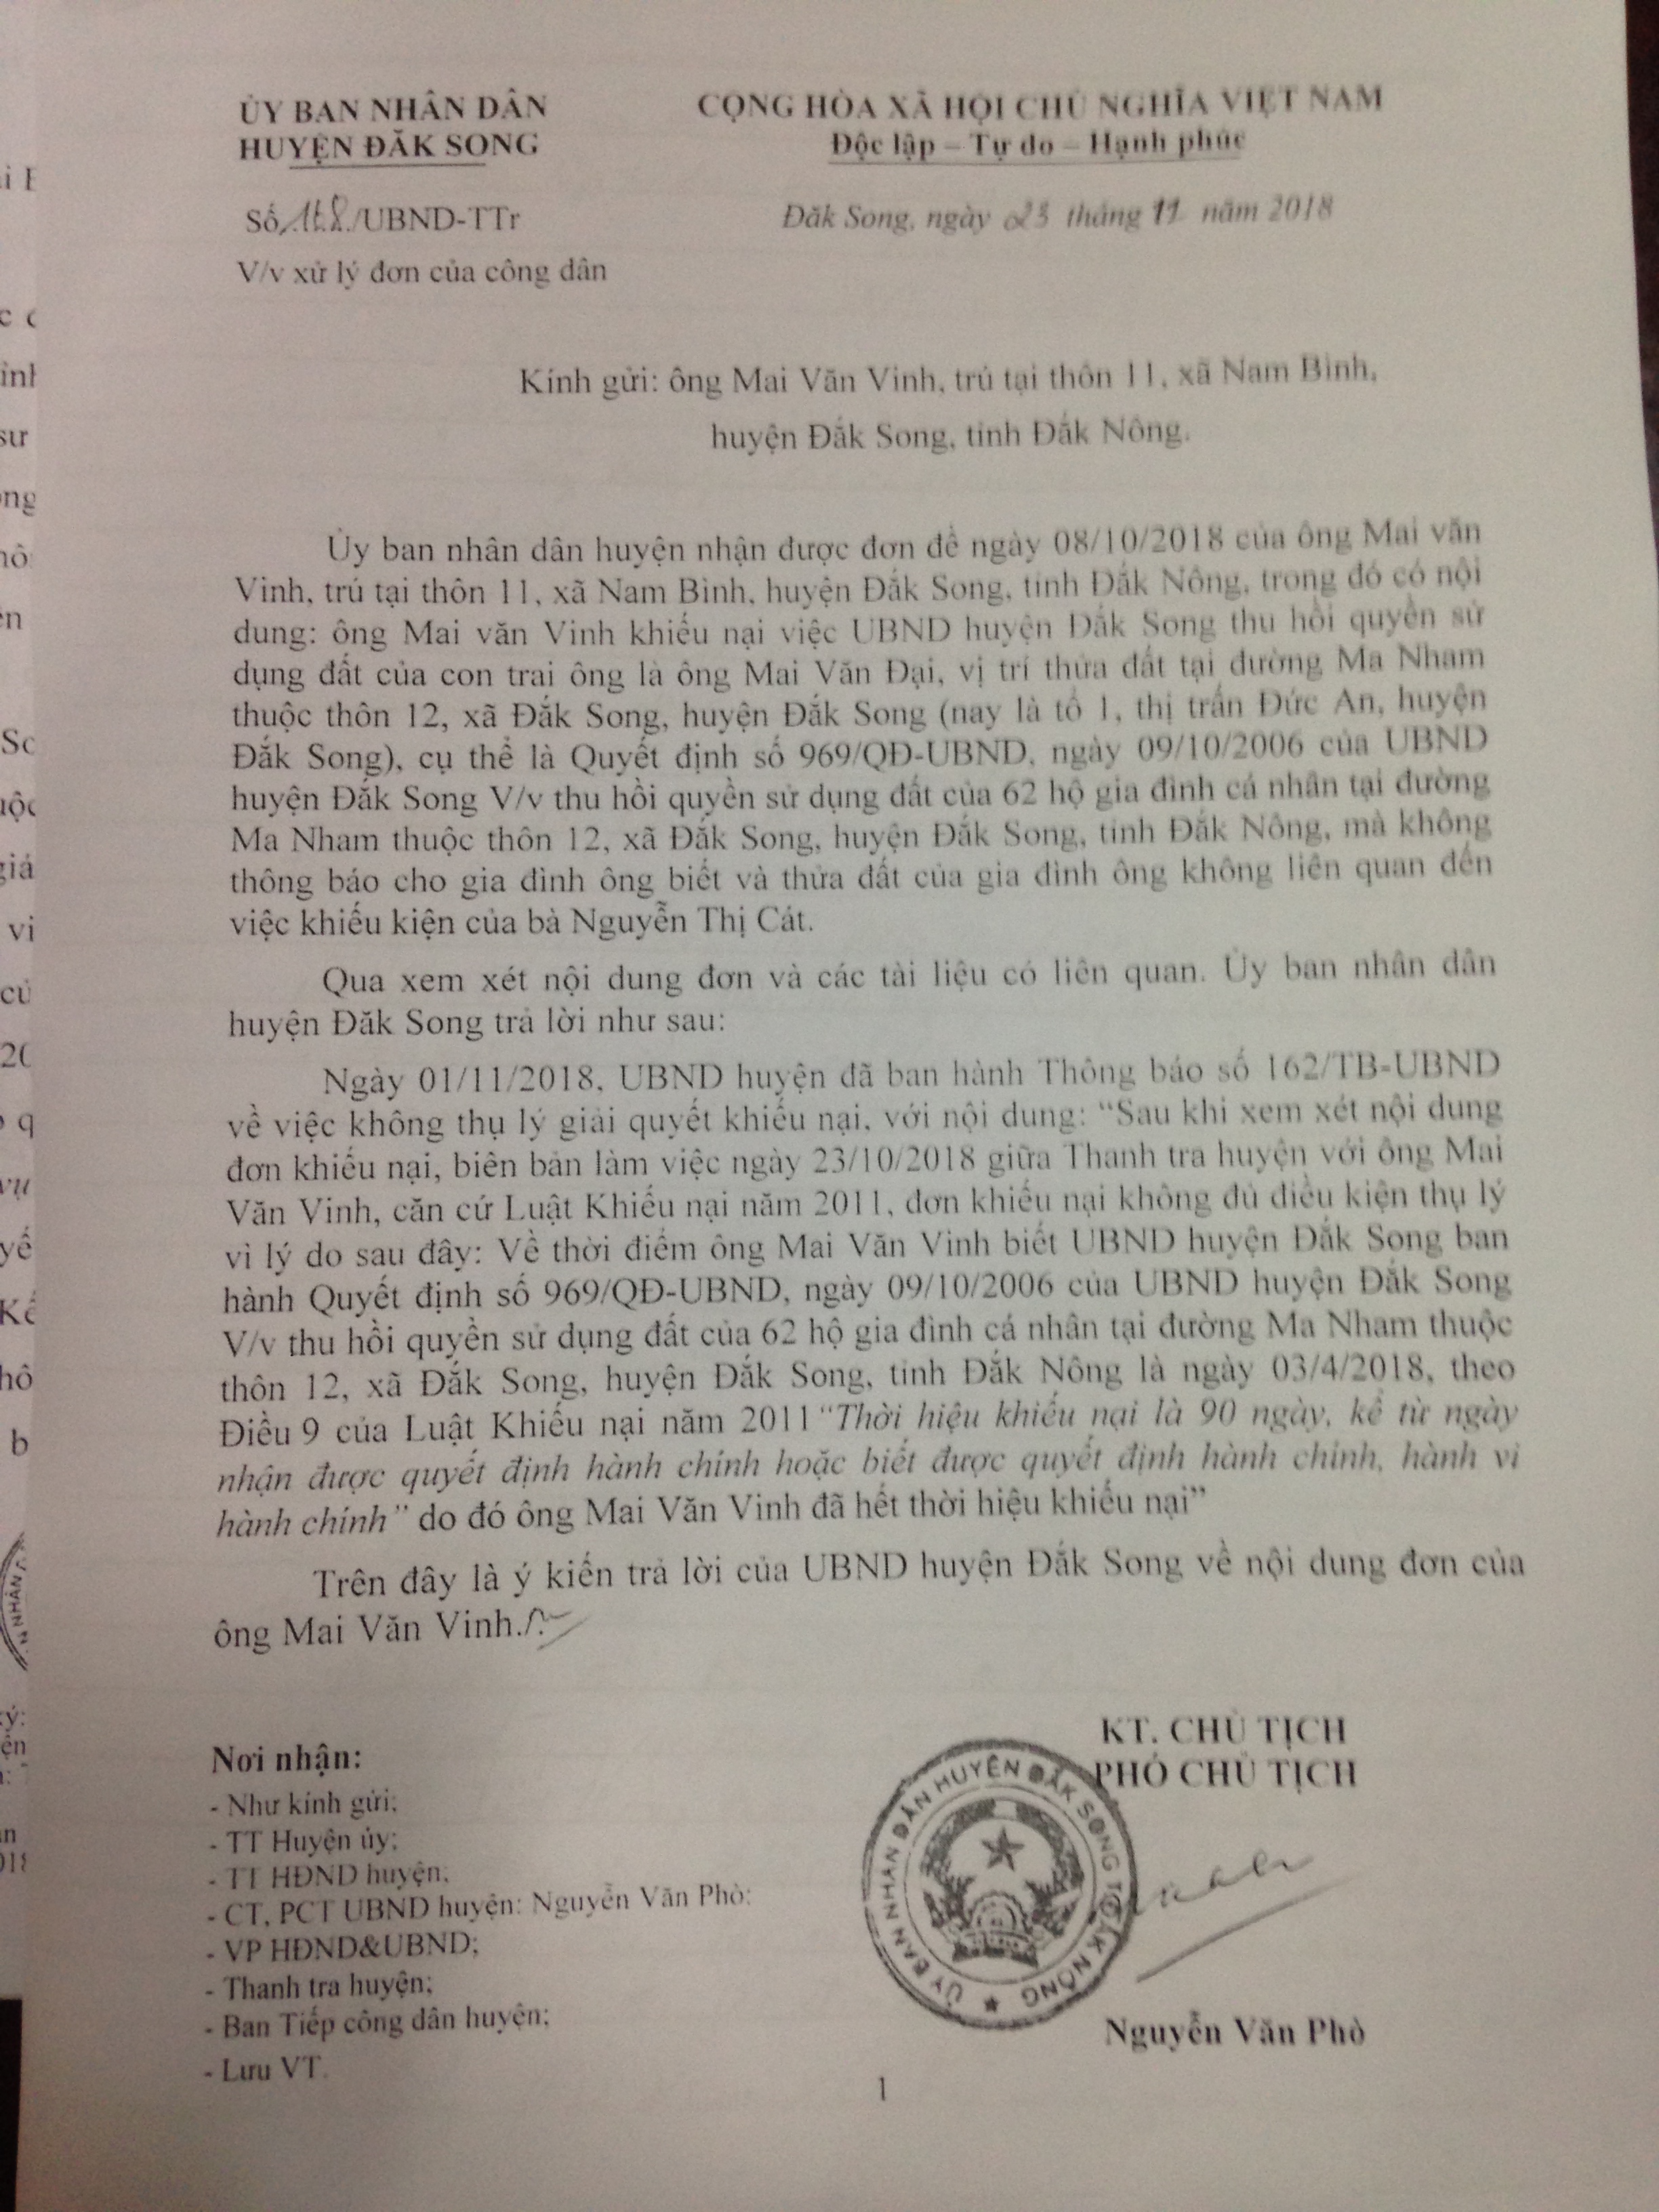 ỦY BAN NHÂN DÂN
HUYỆN ĐĂK SONG
CỘNG HÒA XÃ HỘI CHỦ NGHĨA VIỆT NAM
Độc lập – Tự do – Hạnh phúc
Số: 168/UBND-TTr
V/v xử lý đơn của công dân
Đăk Song, ngày 23 tháng 11 năm 2018
Kính gửi: ông Mai Văn Vinh, trú tại thôn 11, xã Nam Bình,
huyện Đắk Song, tỉnh Đắk Nông.
Ủy ban nhân dân huyện nhận được đơn đề ngày 08/10/2018 của ông Mai văn
Vinh, trú tại thôn 11, xã Nam Bình, huyện Đắk Song, tỉnh Đắk Nông, trong đó có nội
dung: ông Mai văn Vinh khiếu nại việc UBND huyện Đắk Song thu hồi quyền sử
dụng đất của con trai ông là ông Mai Văn Đại, vị trí thửa đất tại đường Ma Nham
thuộc thôn 12, xã Đắk Song, huyện Đắk Song (nay là tổ 1, thị trấn Đức An, huyện
Đắk Song), cụ thể là Quyết định số 969/QĐ-UBND, ngày 09/10/2006 của UBND
huyện Đắk Song V/v thu hồi quyền sử dụng đất của 62 hộ gia đình cá nhân tại đường
Ma Nham thuộc thôn 12, xã Đắk Song, huyện Đắk Song, tỉnh Đắk Nông, mà không
thông báo cho gia đình ông biết và thửa đất của gia đình ông không liên quan đến
việc khiếu kiện của bà Nguyễn Thị Cát.
Qua xem xét nội dung đơn và các tài liệu có liên quan. Ủy ban nhân dân
huyện Đăk Song trả lời như sau:
Ngày 01/11/2018, UBND huyện đã ban hành Thông báo số 162/TB-UBND
về việc không thụ lý giải quyết khiếu nại, với nội dung: “Sau khi xem xét nội dung
đơn khiếu nại, biên bản làm việc ngày 23/10/2018 giữa Thanh tra huyện với ông Mai
Văn Vinh, căn cứ Luật Khiếu nại năm 2011, đơn khiếu nại không đủ điều kiện thụ lý
vì lý do sau đây: Về thời điểm ông Mai Văn Vinh biết UBND huyện Đắk Song ban
hành Quyết định số 969/QĐ-UBND, ngày 09/10/2006 của UBND huyện Đắk Song
V/v thu hồi quyền sử dụng đất của 62 hộ gia đình cá nhân tại đường Ma Nham thuộc
thôn 12, xã Đắk Song, huyện Đắk Song, tỉnh Đắk Nông là ngày 03/4/2018, theo
Điều 9 của Luật Khiếu nại năm 2011 “Thời hiệu khiếu nại là 90 ngày, kể từ ngày
nhận được quyết định hành chính hoặc biết được quyết định hành chính, hành vi
hành chính” do đó ông Mai Văn Vinh đã hết thời hiệu khiếu nại”
Trên đây là ý kiến trả lời của UBND huyện Đắk Song về nội dung đơn của
ông Mai Văn Vinh./.
Nơi nhận:
- Như kính gửi;
- TT Huyện ủy;
- TT HĐND huyện;
- CT, PCT UBND huyện: Nguyễn Văn Phò;
- VP HĐND&UBND;
- Thanh tra huyện;
- Ban Tiếp công dân huyện;
- Lưu VT.
KT. CHỦ TỊCH
PHÓ CHỦ TỊCH
ỦY BAN NHÂN DÂN HUYỆN ĐẮK SONG T. ĐẮK NÔNG
Nguyễn Văn Phò
1